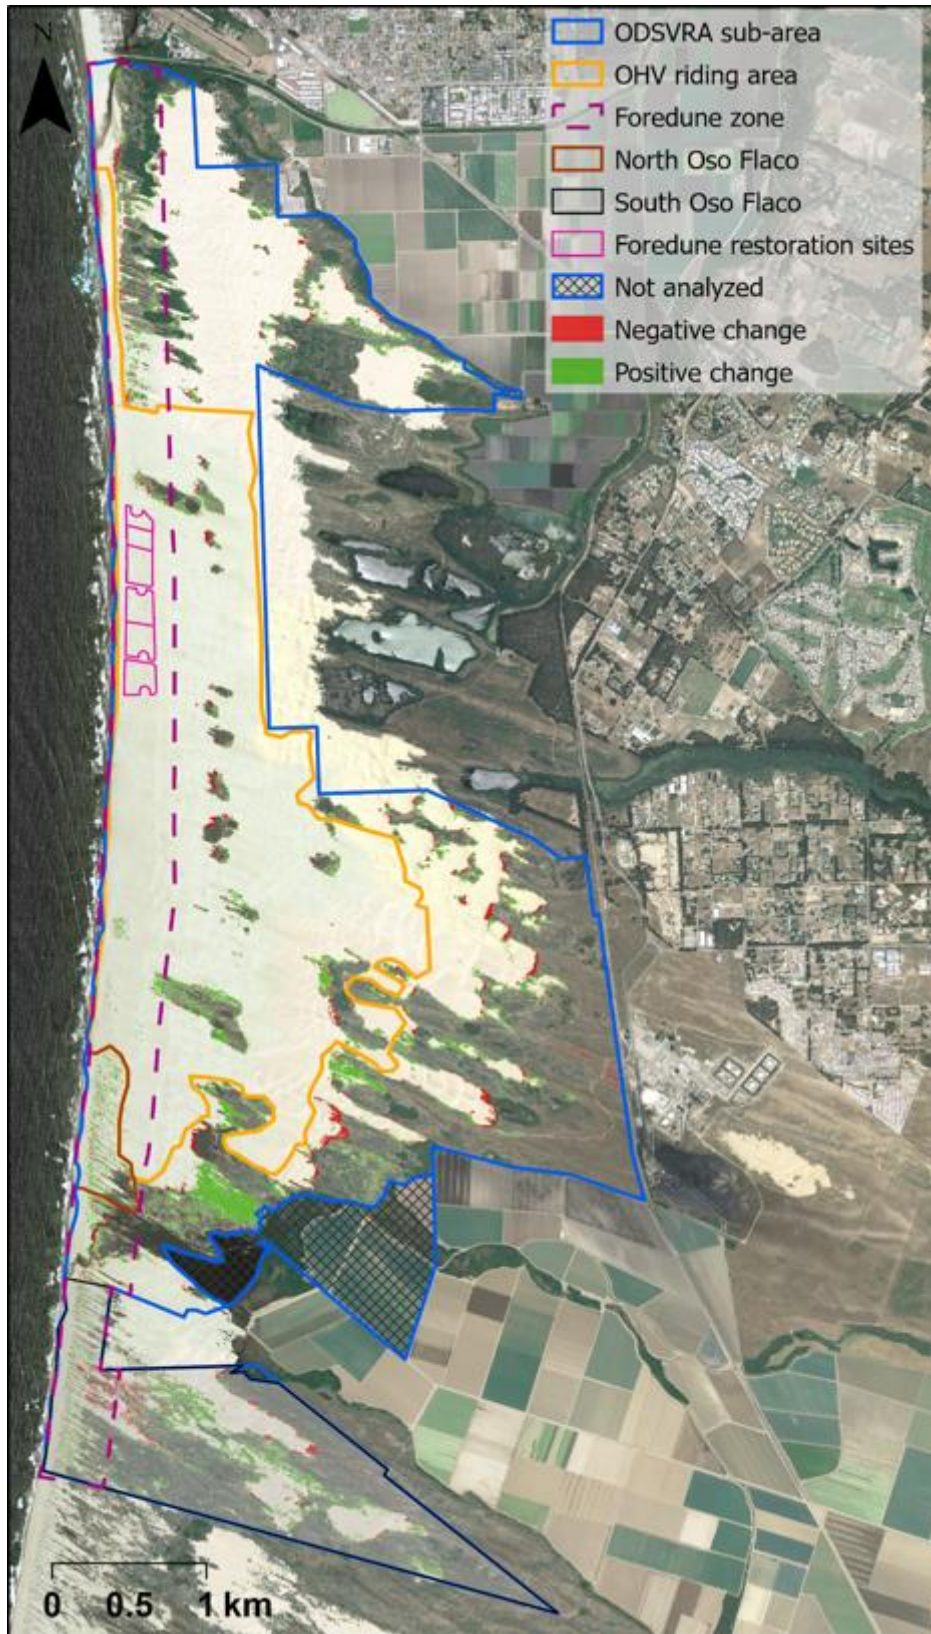 N
ODSVRA sub-area
OHV riding area
Foredune zone
North Oso Flaco
South Oso Flaco
Foredune restoration sites
Not analyzed
Negative change
Positive change
0 0.5 1 km